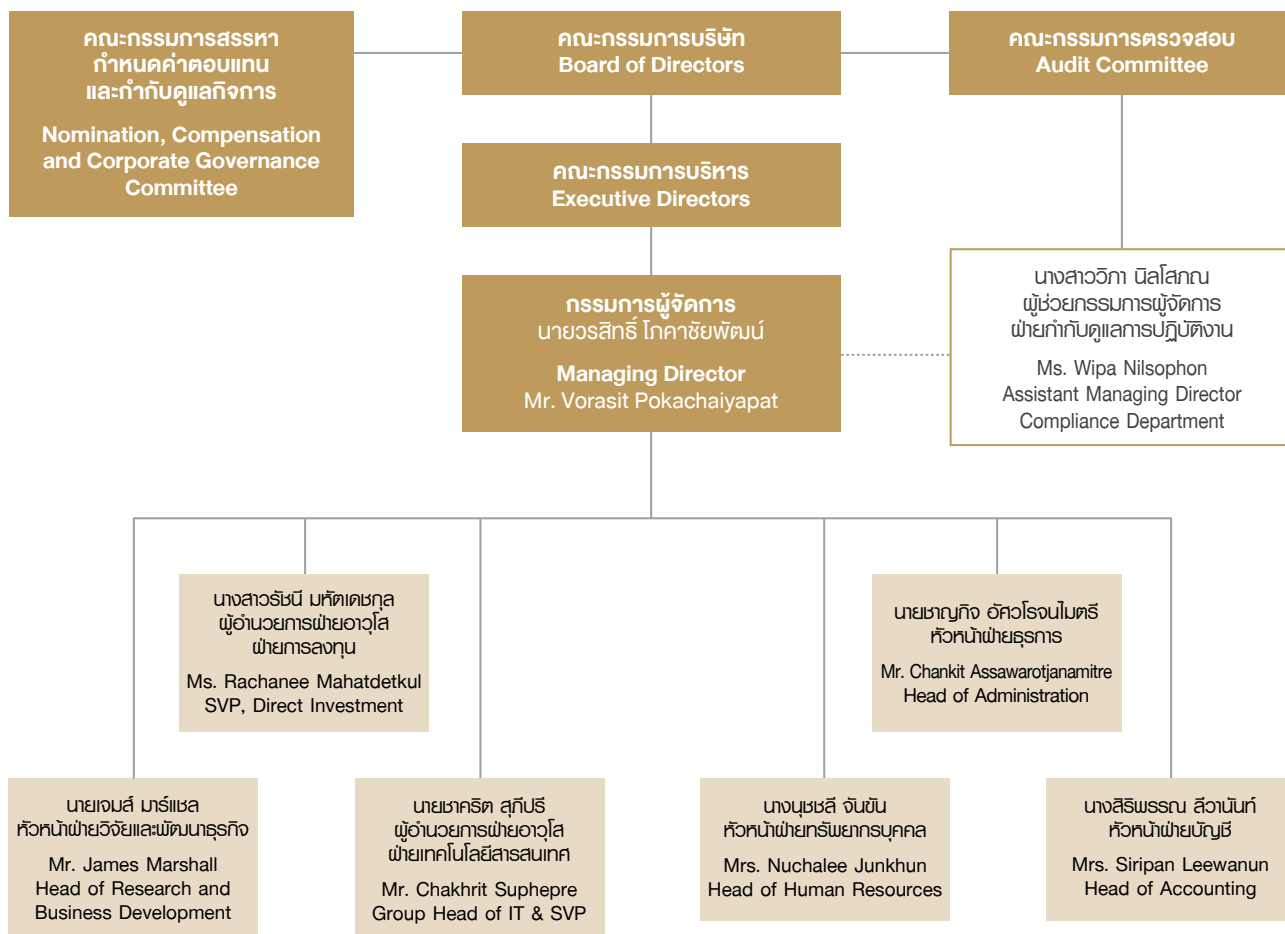 คณะกรรมการสรรหา
กำหนดค่าตอบแทน
และกำกับดูแลกิจการ
Nomination, Compensation
and Corporate Governance
Committee
คณะกรรมการบริษัท
Board of Directors
คณะกรรมการตรวจสอบ
Audit Committee
คณะกรรมการบริหาร
Executive Directors
กรรมการผู้จัดการ
นายวรสิทธิ์ โภคาชัยพัฒน์
Managing Director
Mr. Vorasit Pokachaiyapat
นางสาววิภา นิลโสภณ
ผู้ช่วยกรรมการผู้จัดการ
ฝ่ายกำกับดูแลการปฏิบัติงาน
Ms. Wipa Nilsophon
Assistant Managing Director
Compliance Department
นางสาวรัชนี มหัตเดชกุล
ผู้อำนวยการฝ่ายอาวุโส
ฝ่ายการลงทุน
Ms. Rachanee Mahatdetkul
SVP, Direct Investment
นายชาญกิจ อัศวโรจนไมตรี
หัวหน้าฝ่ายธุรการ
Mr. Chankit Assawarotjanamitre
Head of Administration
นายเจมส์ มาร์แชล
หัวหน้าฝ่ายวิจัยและพัฒนาธุรกิจ
Mr. James Marshall
Head of Research and
Business Development
นายชาคริต สุภีปรี
ผู้อำนวยการฝ่ายอาวุโส
ฝ่ายเทคโนโลยีสารสนเทศ
Mr. Chakhrit Suphepre
Group Head of IT & SVP
นางนุชชลี จันขัน
หัวหน้าฝ่ายทรัพยากรบุคคล
Mrs. Nuchalee Junkhun
Head of Human Resources
นางสิริพรรณ ลีวานันท์
หัวหน้าฝ่ายบัญชี
Mrs. Siripan Leewanun
Head of Accounting